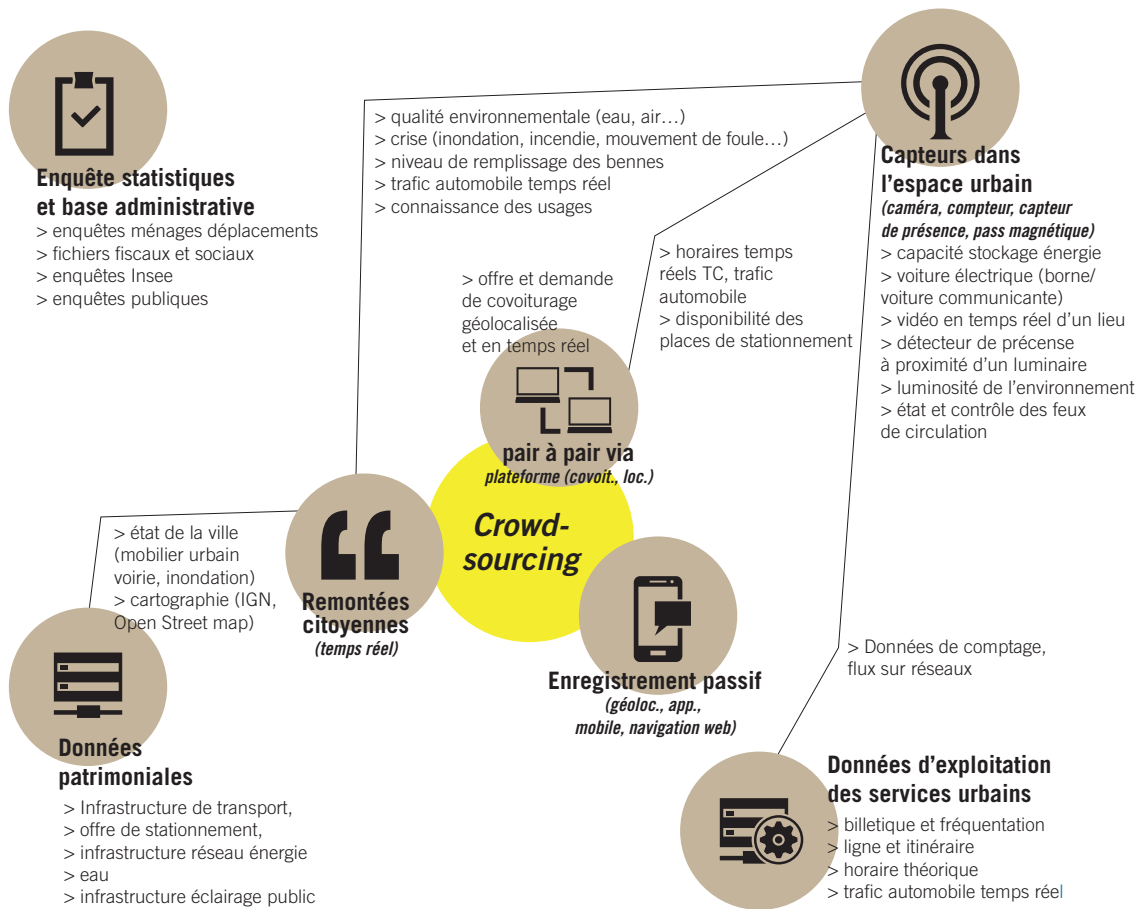 Enquête statistiques
et base administrative
> enquêtes ménages déplacements
> fichiers fiscaux et sociaux
> enquêtes Insee
> enquêtes publiques
> qualité environnementale (eau, air…)
> crise (inondation, incendie, mouvement de foule…)
> niveau de remplissage des bennes
> trafic automobile temps réel
> connaissance des usages
Capteurs dans
l’espace urbain
(caméra, compteur, capteur
de présence, pass magnétique)
> capacité stockage énergie
> voiture électrique (borne/
voiture communicante)
> vidéo en temps réel d’un lieu
> détecteur de précense
à proximité d’un luminaire
> luminosité de l’environnement
> état et contrôle des feux
de circulation
> offre et demande
de covoiturage
géolocalisée
et en temps réel
> horaires temps
réels TC, trafic
automobile
> disponibilité des
places de stationnement
pair à pair via
plateforme (covoit., loc.)
Crowd-
sourcing
> état de la ville
(mobilier urbain
voirie, inondation)
> cartographie (IGN,
Open Street map)
Remontées
citoyennes
(temps réel)
Enregistrement passif
(géoloc., app.,
mobile, navigation web)
> Données de comptage,
flux sur réseaux
Données
patrimoniales
> Infrastructure de transport,
> offre de stationnement,
> infrastructure réseau énergie
> eau
> infrastructure éclairage public
Données d’exploitation
des services urbains
> billetique et fréquentation
> ligne et itinéraire
> horaire théorique
> trafic automobile temps réel